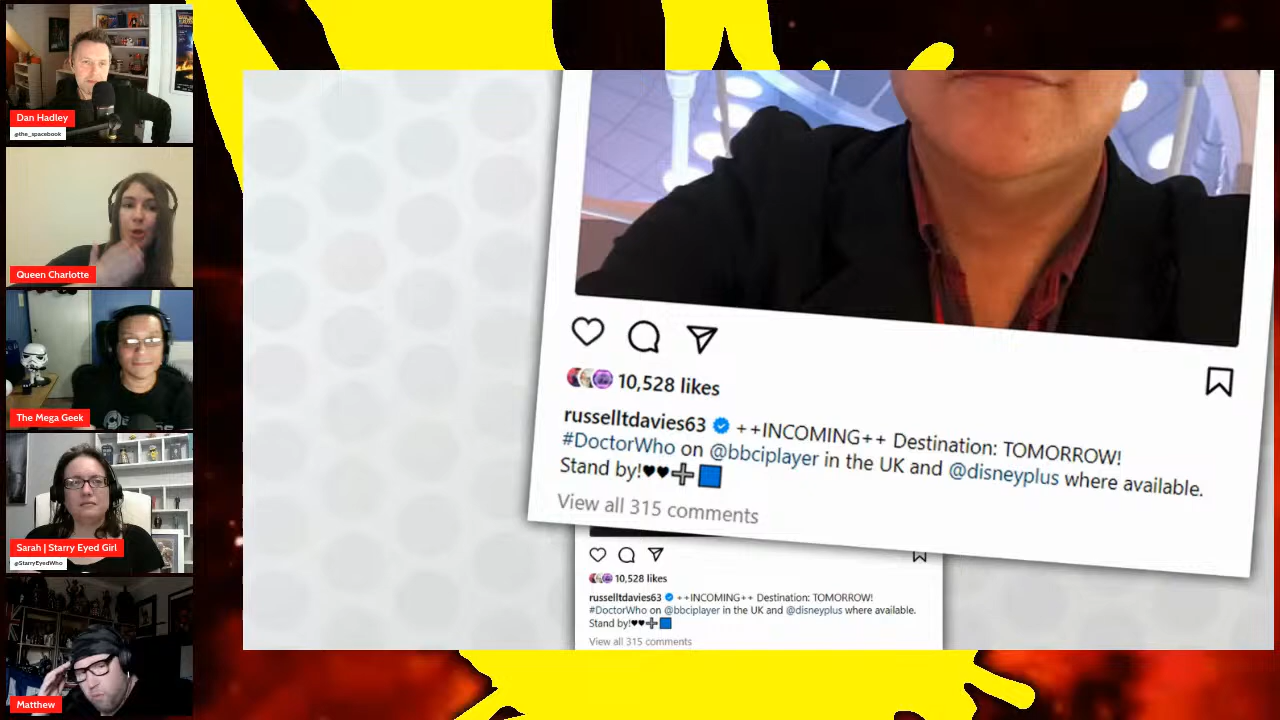 Dan Hadley
@the_spacebook
Queen Charlotte
The Mega Geek
Sarah | Starry Eyed Girl
@StarryEyedWho
Matthew
10,528 likes
russelltdavies63 ++INCOMING++ Destination: TOMORROW!
#DoctorWho on @bbciplayer in the UK and @disneyplus where available.
Stand by!♥♥➕🟦
View all 315 comments
10,528 likes
russelltdavies63 ++INCOMING++ Destination: TOMORROW!
#DoctorWho on @bbciplayer in the UK and @disneyplus where available.
Stand by!♥♥➕🟦
View all 315 comments